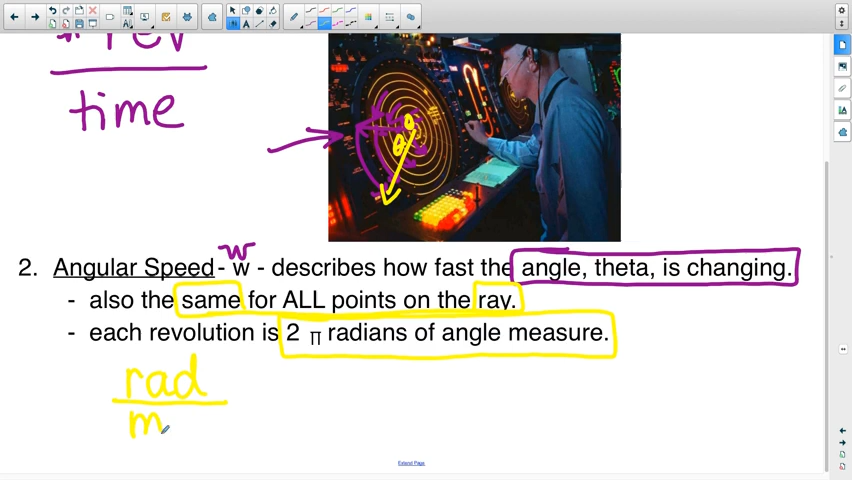 # rev
time
θ
θ
w
2. Angular Speed - w - describes how fast the angle, theta, is changing.
- also the same for ALL points on the ray.
- each revolution is 2 π radians of angle measure.
rad
m
Extend Page